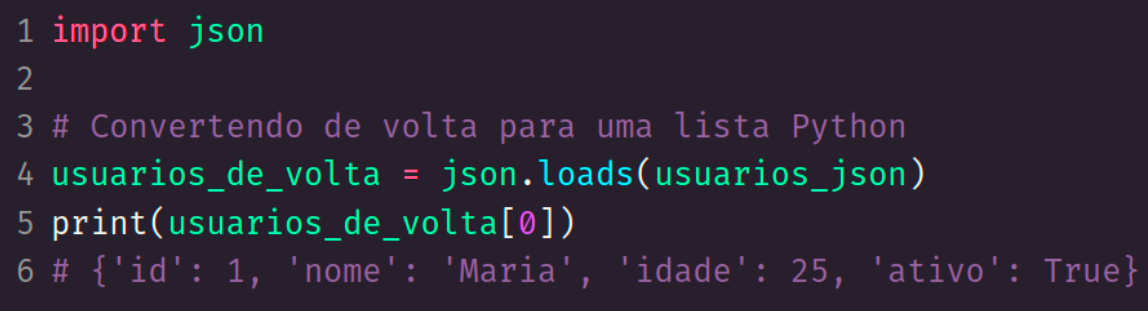 1 import json
2
3 # Convertendo de volta para uma lista Python
4 usuarios_de_volta = json.loads(usuarios_json)
5 print(usuarios_de_volta[0])
6 # {'id': 1, 'nome': 'Maria', 'idade': 25, 'ativo': True}